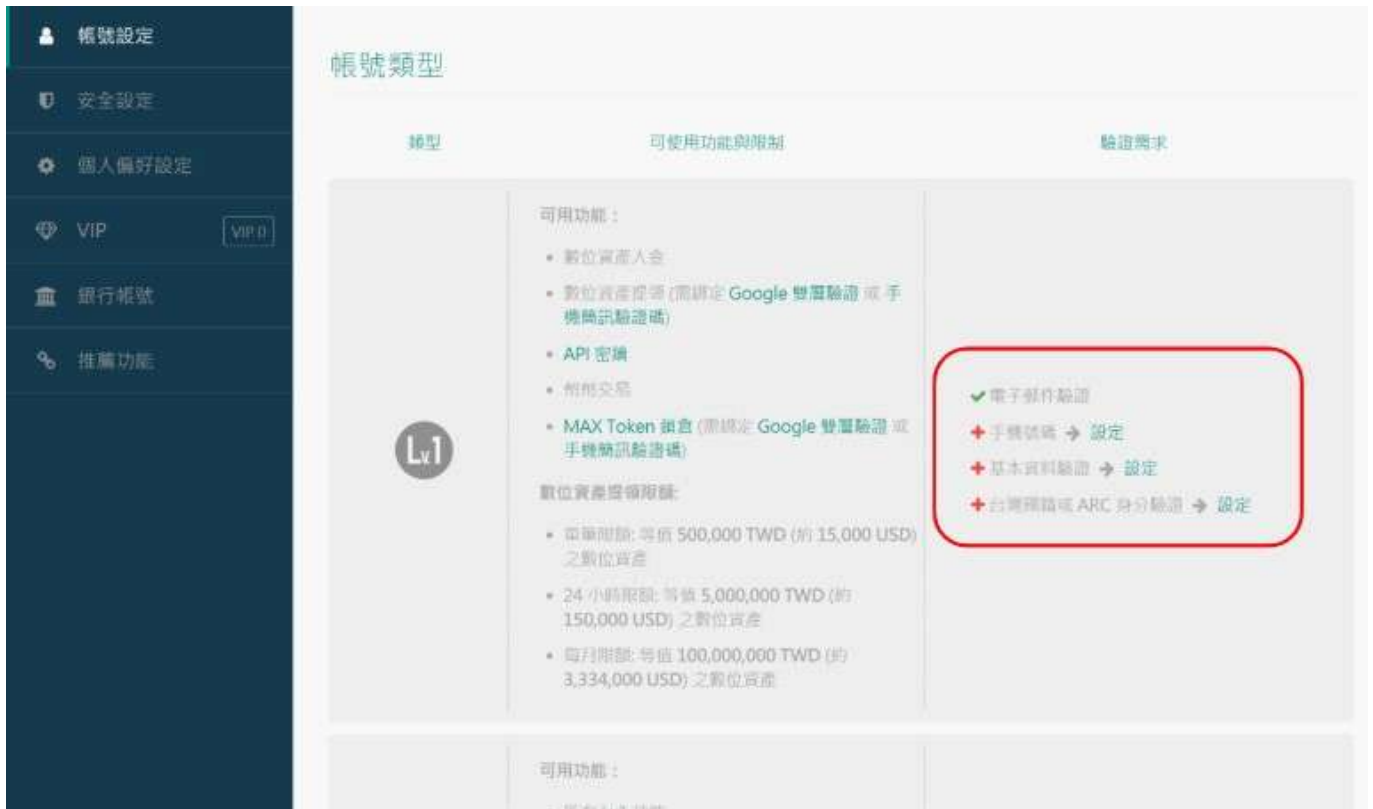 帳號設定
安全設定
個人偏好設定
VIP
VIP 0
銀行帳號
推薦功能
帳號類型
類型
可使用功能與限制
驗證需求
Lv1
可用功能：
• 數位資產入金
• 數位資產提領 (需綁定 Google 雙層驗證 或 手
機簡訊驗證碼)
• API 密鑰
• 幣幣交易
• MAX Token 鎖倉 (需綁定 Google 雙層驗證 或
手機簡訊驗證碼)
數位資產提領限額:
• 單筆限額: 等值 500,000 TWD (約 15,000 USD)
之數位資產
• 24 小時限額: 等值 5,000,000 TWD (約
150,000 USD) 之數位資產
• 每月限額: 等值 100,000,000 TWD (約
3,334,000 USD) 之數位資產
電子郵件驗證
手機號碼 → 設定
基本資料驗證 → 設定
台灣國籍或 ARC 身分驗證 → 設定
可用功能：